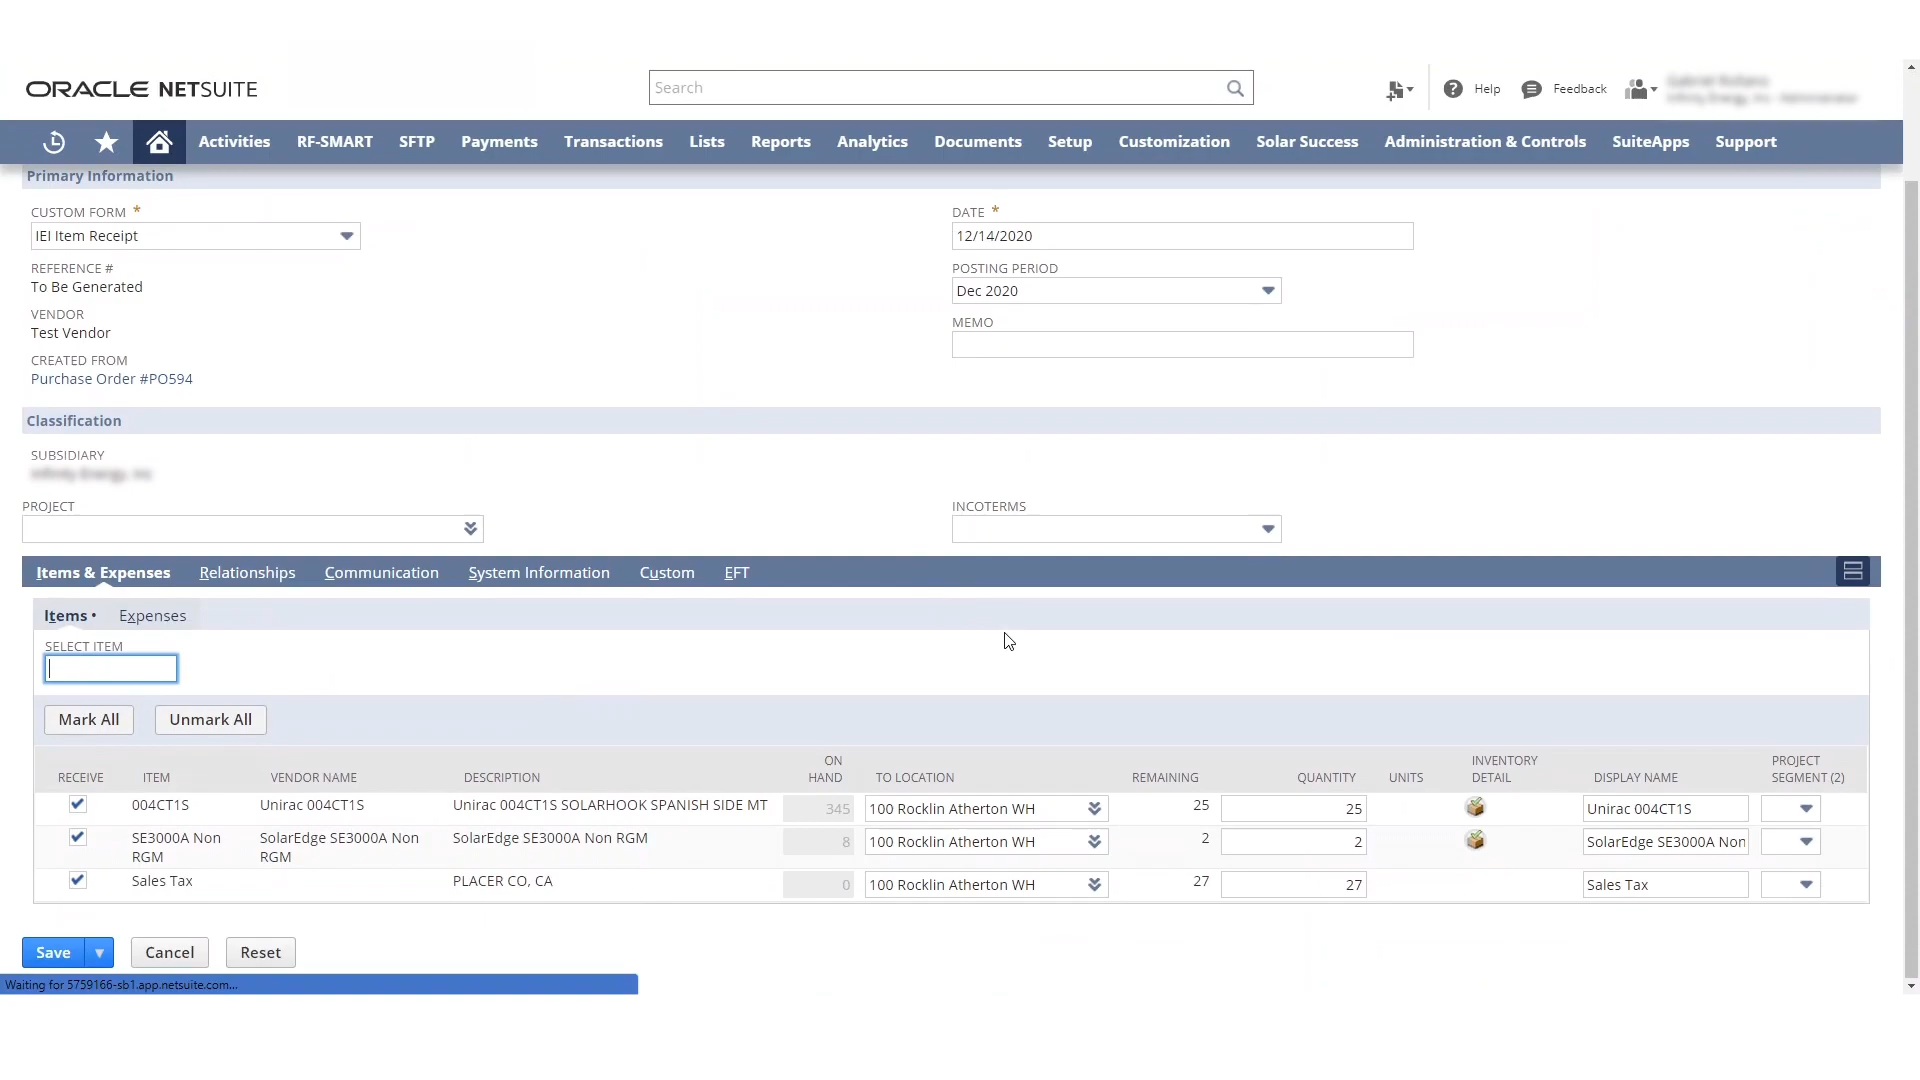 ORACLE NETSUITE
Search
Help
Feedback
Activities RF-SMART SFTP Payments Transactions Lists Reports Analytics Documents Setup Customization Solar Success Administration & Controls SuiteApps Support
Primary Information
CUSTOM FORM *
IEI Item Receipt
REFERENCE #
To Be Generated
VENDOR
Test Vendor
CREATED FROM
Purchase Order #PO594
DATE *
12/14/2020
POSTING PERIOD
Dec 2020
MEMO
Classification
SUBSIDIARY
PROJECT
INCOTERMS
Items & Expenses Relationships Communication System Information Custom EFT
Items • Expenses
SELECT ITEM
Mark All Unmark All
RECEIVE ITEM VENDOR NAME DESCRIPTION ON HAND TO LOCATION REMAINING QUANTITY UNITS INVENTORY DETAIL DISPLAY NAME PROJECT SEGMENT (2)
004CT1S Unirac 004CT1S Unirac 004CT1S SOLARHOOK SPANISH SIDE MT 345 100 Rocklin Atherton WH 25 25 Unirac 004CT1S
SE3000A Non RGM SolarEdge SE3000A Non RGM SolarEdge SE3000A Non RGM 8 100 Rocklin Atherton WH 2 2 SolarEdge SE3000A Non
Sales Tax PLACER CO, CA 0 100 Rocklin Atherton WH 27 27 Sales Tax
Save Cancel Reset
Waiting for 5759166-sb1.app.netsuite.com...